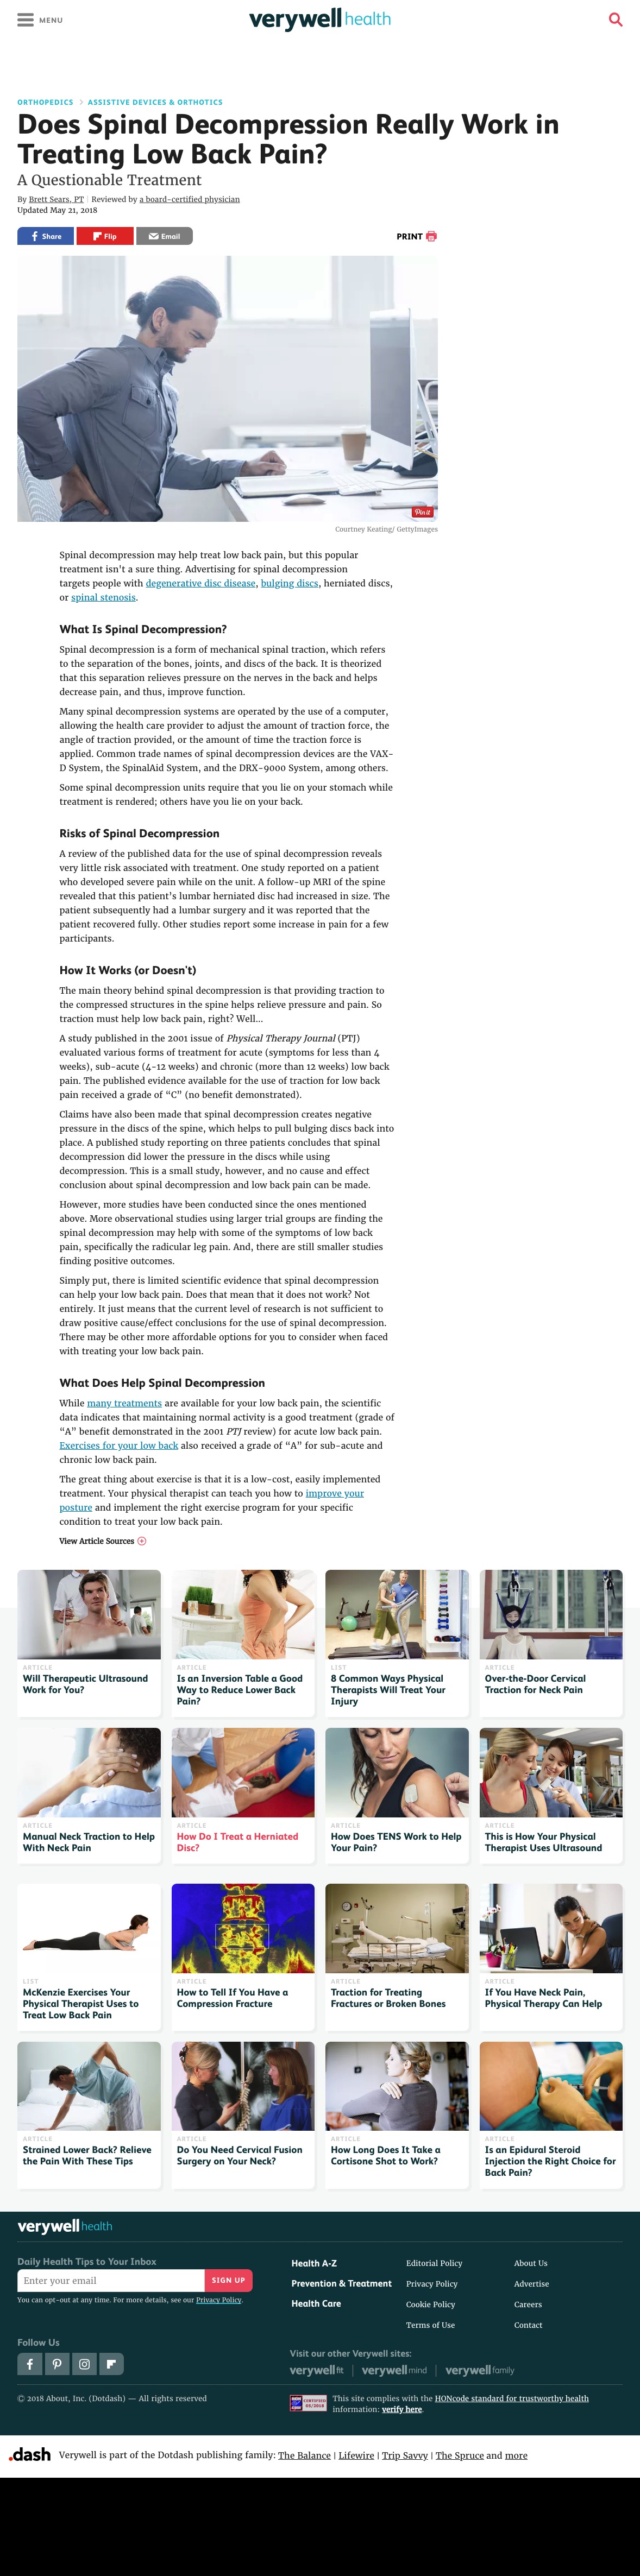 MENU
verywell health
ORTHOPEDICS > ASSISTIVE DEVICES & ORTHOTICS
Does Spinal Decompression Really Work in
Treating Low Back Pain?
A Questionable Treatment
By Brett Sears, PT | Reviewed by a board-certified physician
Updated May 21, 2018
Share
Flip
Email
PRINT
Pin it
Courtney Keating/ GettyImages
Spinal decompression may help treat low back pain, but this popular
treatment isn't a sure thing. Advertising for spinal decompression
targets people with degenerative disc disease, bulging discs, herniated discs,
or spinal stenosis.
What Is Spinal Decompression?
Spinal decompression is a form of mechanical spinal traction, which refers
to the separation of the bones, joints, and discs of the back. It is theorized
that this separation relieves pressure on the nerves in the back and helps
decrease pain, and thus, improve function.
Many spinal decompression systems are operated by the use of a computer,
allowing the health care provider to adjust the amount of traction force, the
angle of traction provided, or the amount of time the traction force is
applied. Common trade names of spinal decompression devices are the VAX-
D System, the SpinalAid System, and the DRX-9000 System, among others.
Some spinal decompression units require that you lie on your stomach while
treatment is rendered; others have you lie on your back.
Risks of Spinal Decompression
A review of the published data for the use of spinal decompression reveals
very little risk associated with treatment. One study reported on a patient
who developed severe pain while on the unit. A follow-up MRI of the spine
revealed that this patient's lumbar herniated disc had increased in size. The
patient subsequently had a lumbar surgery and it was reported that the
patient recovered fully. Other studies report some increase in pain for a few
participants.
How It Works (or Doesn't)
The main theory behind spinal decompression is that providing traction to
the compressed structures in the spine helps relieve pressure and pain. So
traction must help low back pain, right? Well...
A study published in the 2001 issue of Physical Therapy Journal (PTJ)
evaluated various forms of treatment for acute (symptoms for less than 4
weeks), sub-acute (4-12 weeks) and chronic (more than 12 weeks) low back
pain. The published evidence available for the use of traction for low back
pain received a grade of “C” (no benefit demonstrated).
Claims have also been made that spinal decompression creates negative
pressure in the discs of the spine, which helps to pull bulging discs back into
place. A published study reporting on three patients concludes that spinal
decompression did lower the pressure in the discs while using
decompression. This is a small study, however, and no cause and effect
conclusion about spinal decompression and low back pain can be made.
However, more studies have been conducted since the ones mentioned
above. More observational studies using larger trial groups are finding the
spinal decompression may help with some of the symptoms of low back
pain, specifically the radicular leg pain. And, there are still smaller studies
finding positive outcomes.
Simply put, there is limited scientific evidence that spinal decompression
can help your low back pain. Does that mean that it does not work? Not
entirely. It just means that the current level of research is not sufficient to
draw positive cause/effect conclusions for the use of spinal decompression.
There may be other more affordable options for you to consider when faced
with treating your low back pain.
What Does Help Spinal Decompression
While many treatments are available for your low back pain, the scientific
data indicates that maintaining normal activity is a good treatment (grade of
“A” benefit demonstrated in the 2001 PTJ review) for acute low back pain.
Exercises for your low back also received a grade of “A” for sub-acute and
chronic low back pain.
The great thing about exercise is that it is a low-cost, easily implemented
treatment. Your physical therapist can teach you how to improve your
posture and implement the right exercise program for your specific
condition to treat your low back pain.
View Article Sources
ARTICLE
Will Therapeutic Ultrasound
Work for You?
ARTICLE
Is an Inversion Table a Good
Way to Reduce Lower Back
Pain?
LIST
8 Common Ways Physical
Therapists Will Treat Your
Injury
ARTICLE
Over-the-Door Cervical
Traction for Neck Pain
ARTICLE
Manual Neck Traction to Help
With Neck Pain
ARTICLE
How Do I Treat a Herniated
Disc?
ARTICLE
How Does TENS Work to Help
Your Pain?
ARTICLE
This is How Your Physical
Therapist Uses Ultrasound
LIST
McKenzie Exercises Your
Physical Therapist Uses to
Treat Low Back Pain
ARTICLE
How to Tell If You Have a
Compression Fracture
ARTICLE
Traction for Treating
Fractures or Broken Bones
ARTICLE
If You Have Neck Pain,
Physical Therapy Can Help
ARTICLE
Strained Lower Back? Relieve
the Pain With These Tips
ARTICLE
Do You Need Cervical Fusion
Surgery on Your Neck?
ARTICLE
How Long Does It Take a
Cortisone Shot to Work?
ARTICLE
Is an Epidural Steroid
Injection the Right Choice for
Back Pain?
verywell health
Daily Health Tips to Your Inbox
Enter your email
SIGN UP
You can opt-out at any time. For more details, see our Privacy Policy.
Follow Us
Health A-Z
Prevention & Treatment
Health Care
Editorial Policy
Privacy Policy
Cookie Policy
Terms of Use
About Us
Advertise
Careers
Contact
Visit our other Verywell sites:
verywell fit | verywell mind | verywell family
© 2018 About, Inc. (Dotdash) — All rights reserved
This site complies with the HONcode standard for trustworthy health
information: verify here.
.dash
Verywell is part of the Dotdash publishing family: The Balance | Lifewire | Trip Savvy | The Spruce and more